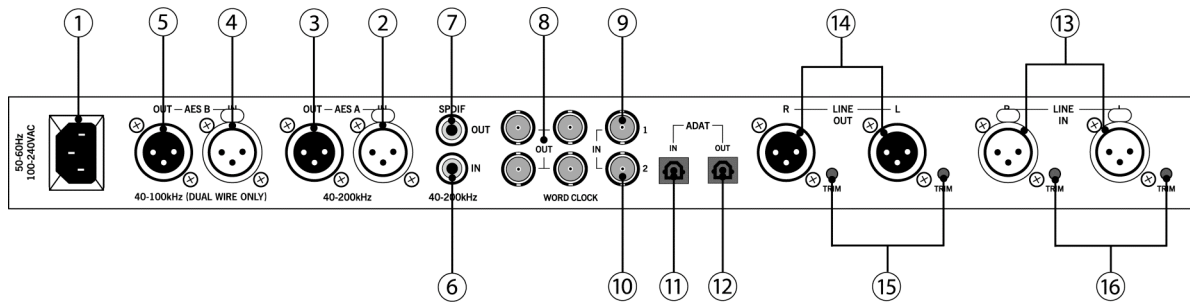 1
5
4
3
2
7
8
9
14
13
50-60Hz
100-240VAC
OUT — AES B — IN
OUT — AES A — IN
SPDIF
OUT
IN
OUT
IN
1
2
ADAT
IN
OUT
R — LINE — L
OUT
R — LINE — L
IN
TRIM
TRIM
TRIM
TRIM
40-100kHz (DUAL WIRE ONLY)
40-200kHz
40-200kHz
WORD CLOCK
6
10
11
12
15
16